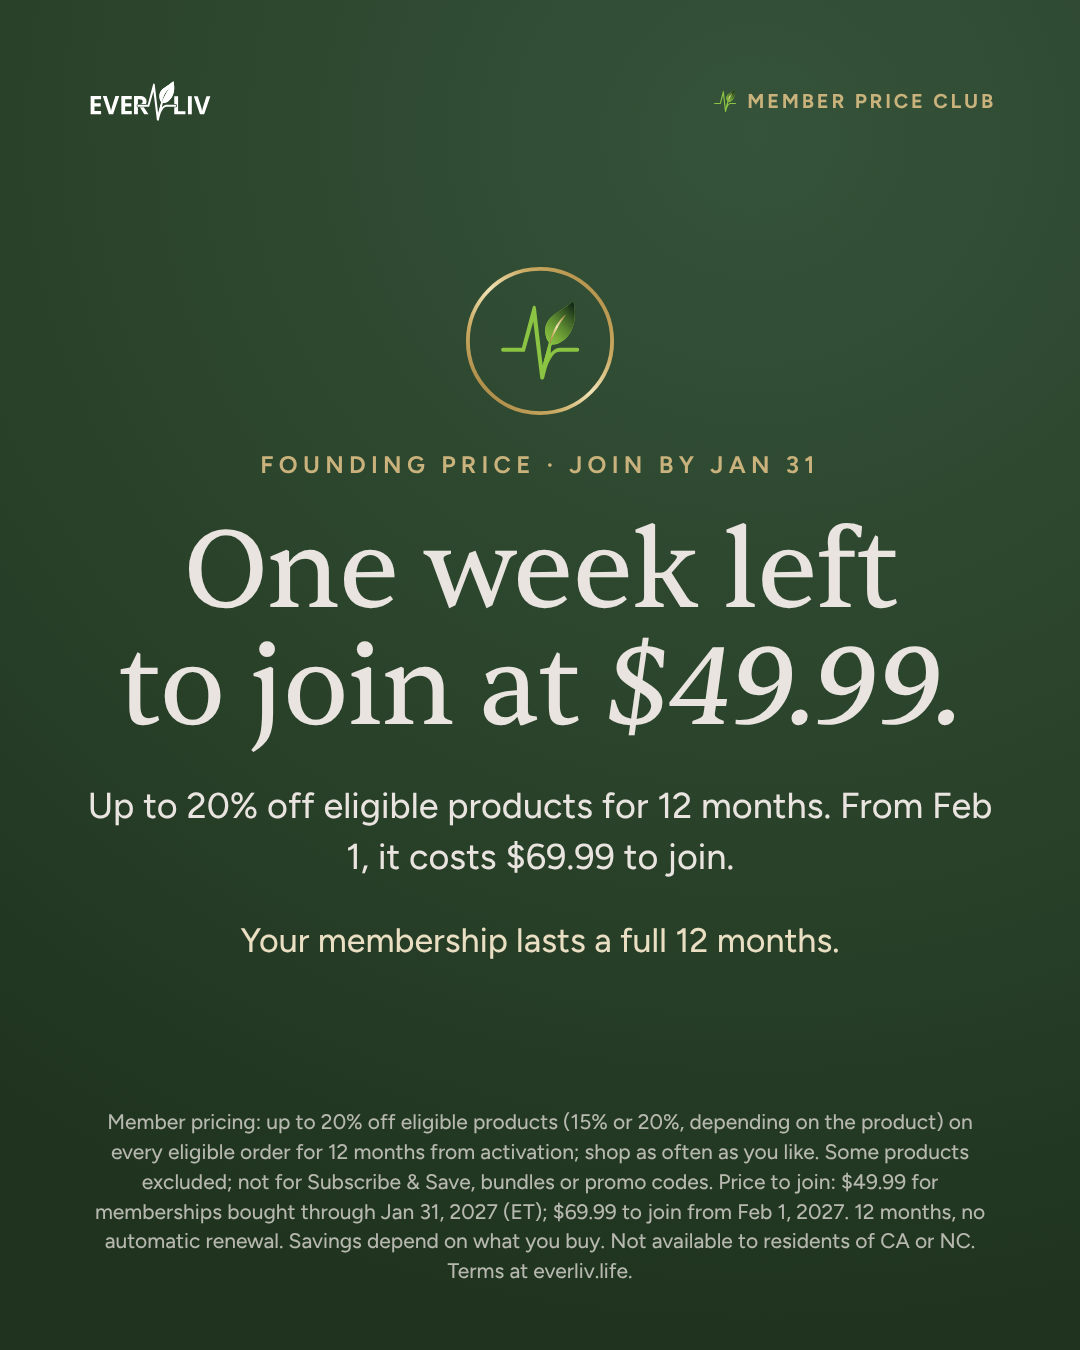 EVERLIV
MEMBER PRICE CLUB
FOUNDING PRICE · JOIN BY JAN 31
One week left
to join at $49.99.
Up to 20% off eligible products for 12 months. From Feb
1, it costs $69.99 to join.
Your membership lasts a full 12 months.
Member pricing: up to 20% off eligible products (15% or 20%, depending on the product) on
every eligible order for 12 months from activation; shop as often as you like. Some products
excluded; not for Subscribe & Save, bundles or promo codes. Price to join: $49.99 for
memberships bought through Jan 31, 2027 (ET); $69.99 to join from Feb 1, 2027. 12 months, no
automatic renewal. Savings depend on what you buy. Not available to residents of CA or NC.
Terms at everliv.life.